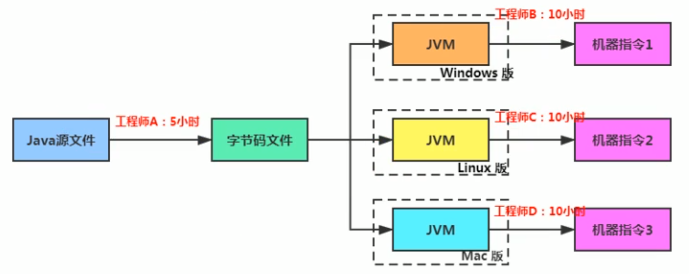 工程师B：10小时
JVM
机器指令1
Windows 版
工程师A：5小时
工程师C：10小时
Java源文件
字节码文件
JVM
机器指令2
Linux 版
工程师D：10小时
JVM
机器指令3
Mac 版